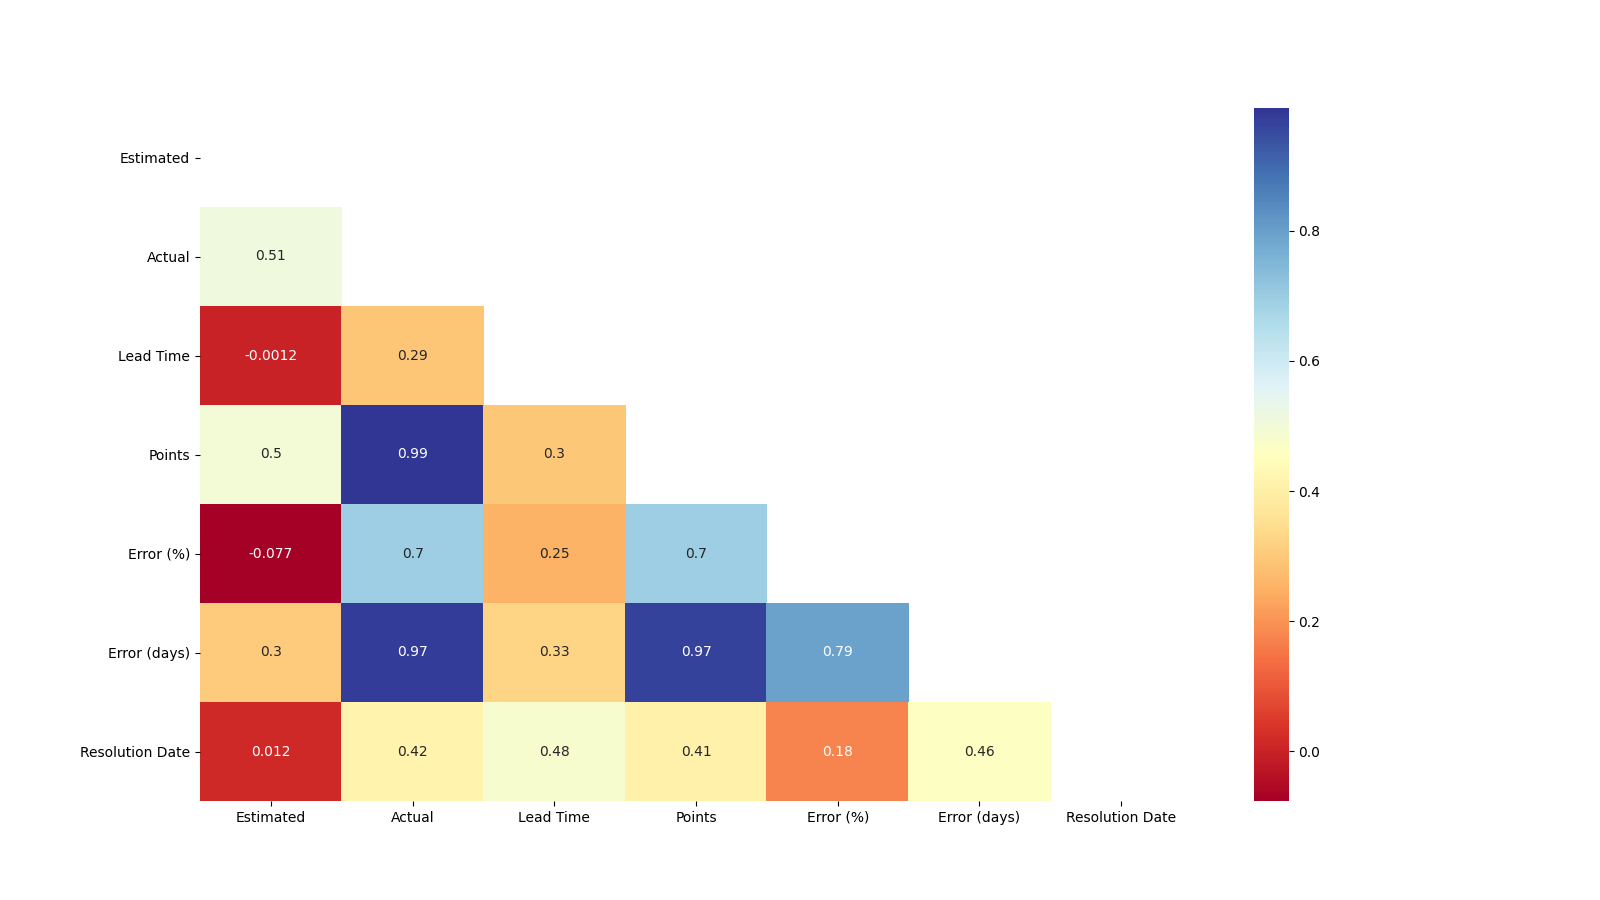 Estimated
Actual 0.51
Lead Time -0.0012 0.29
Points 0.5 0.99 0.3
Error (%) -0.077 0.7 0.25 0.7
Error (days) 0.3 0.97 0.33 0.97 0.79
Resolution Date 0.012 0.42 0.48 0.41 0.18 0.46
Estimated Actual Lead Time Points Error (%) Error (days) Resolution Date
0.8
0.6
0.4
0.2
0.0